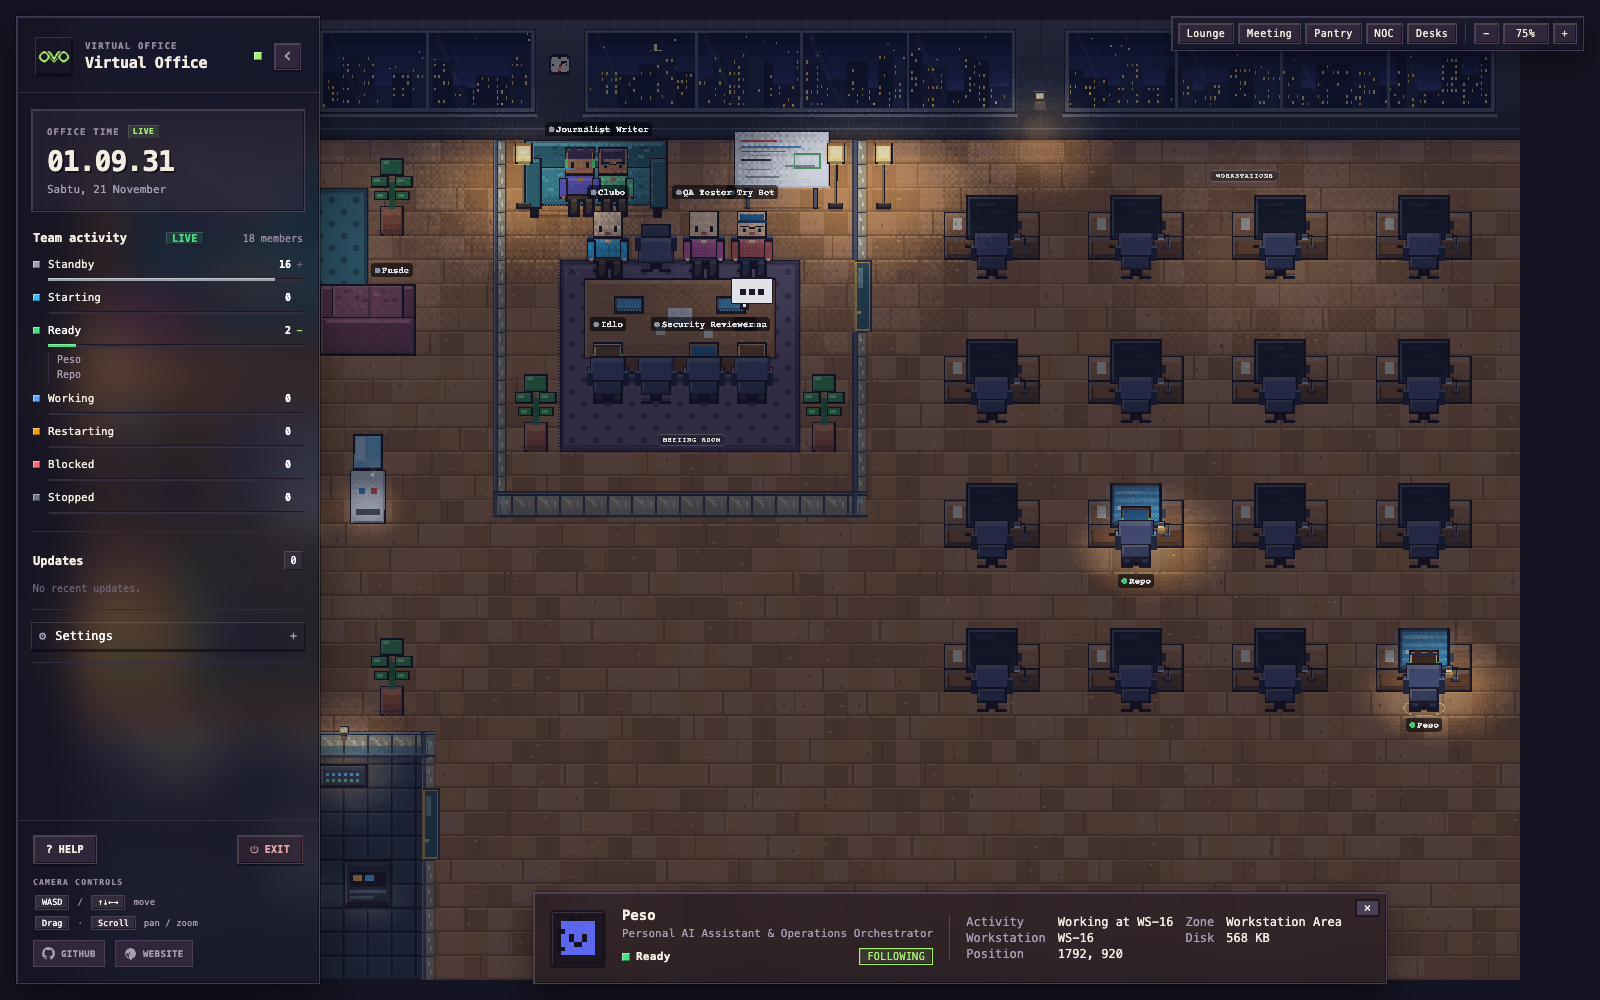 VIRTUAL OFFICE
Virtual Office
OFFICE TIME LIVE
01.09.31
Sabtu, 21 November
Team activity LIVE 18 members
Standby 16 +
Starting 0
Ready 2 −
Peso
Repo
Working 0
Restarting 0
Blocked 0
Stopped 0
Updates 0
No recent updates.
Settings +
? HELP
EXIT
CAMERA CONTROLS
WASD / ↑↓←→ move
Drag · Scroll pan / zoom
GITHUB
WEBSITE
Lounge Meeting Pantry NOC Desks − 75% +
Journalist Writer
Clubo
QA Tester Try Bot
WORKSTATIONS
Idlo
Security Reviewer
MEETING ROOM
Repo
Peso
Peso
Personal AI Assistant & Operations Orchestrator
Ready FOLLOWING
Activity Working at WS-16 Zone Workstation Area
Workstation WS-16 Disk 568 KB
Position 1792, 920
×